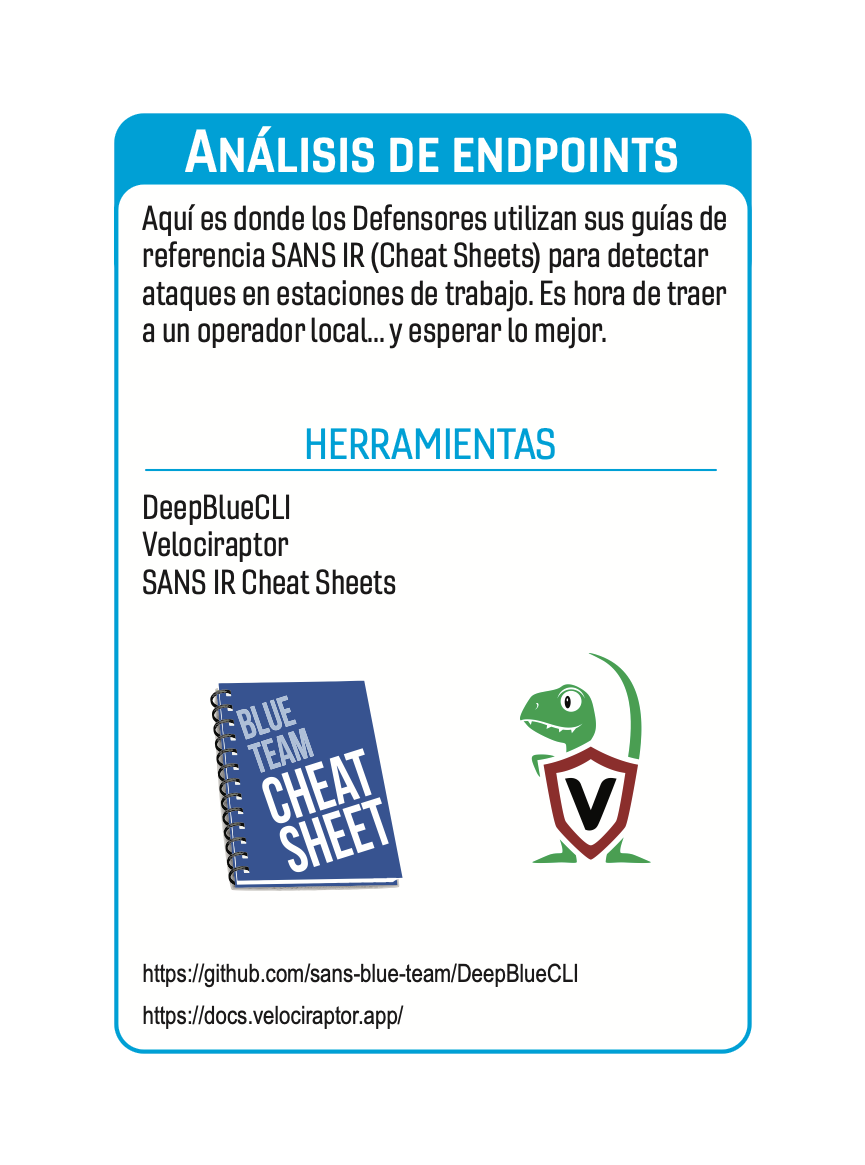 ANÁLISIS DE ENDPOINTS
Aquí es donde los Defensores utilizan sus guías de
referencia SANS IR (Cheat Sheets) para detectar
ataques en estaciones de trabajo. Es hora de traer
a un operador local... y esperar lo mejor.
HERRAMIENTAS
DeepBlueCLI
Velociraptor
SANS IR Cheat Sheets
BLUE
TEAM
CHEAT
SHEET
V
https://github.com/sans-blue-team/DeepBlueCLI
https://docs.velociraptor.app/